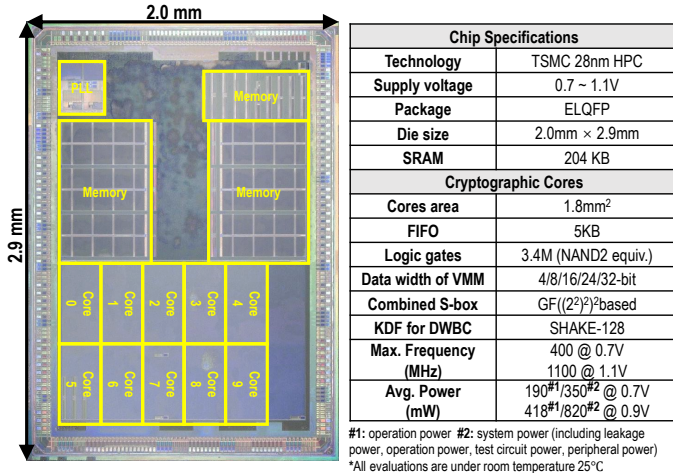 2.0 mm
2.9 mm
PLL
Memory
Memory
Memory
Core 0
Core 1
Core 2
Core 3
Core 4
Core 5
Core 6
Core 7
Core 8
Core 9
Chip Specifications
Technology TSMC 28nm HPC
Supply voltage 0.7 ~ 1.1V
Package ELQFP
Die size 2.0mm × 2.9mm
SRAM 204 KB
Cryptographic Cores
Cores area 1.8mm²
FIFO 5KB
Logic gates 3.4M (NAND2 equiv.)
Data width of VMM 4/8/16/24/32-bit
Combined S-box GF((2²)²)²based
KDF for DWBC SHAKE-128
Max. Frequency (MHz) 400 @ 0.7V
1100 @ 1.1V
Avg. Power (mW) 190#1/350#2 @ 0.7V
418#1/820#2 @ 0.9V
#1: operation power #2: system power (including leakage
power, operation power, test circuit power, peripheral power)
*All evaluations are under room temperature 25°C